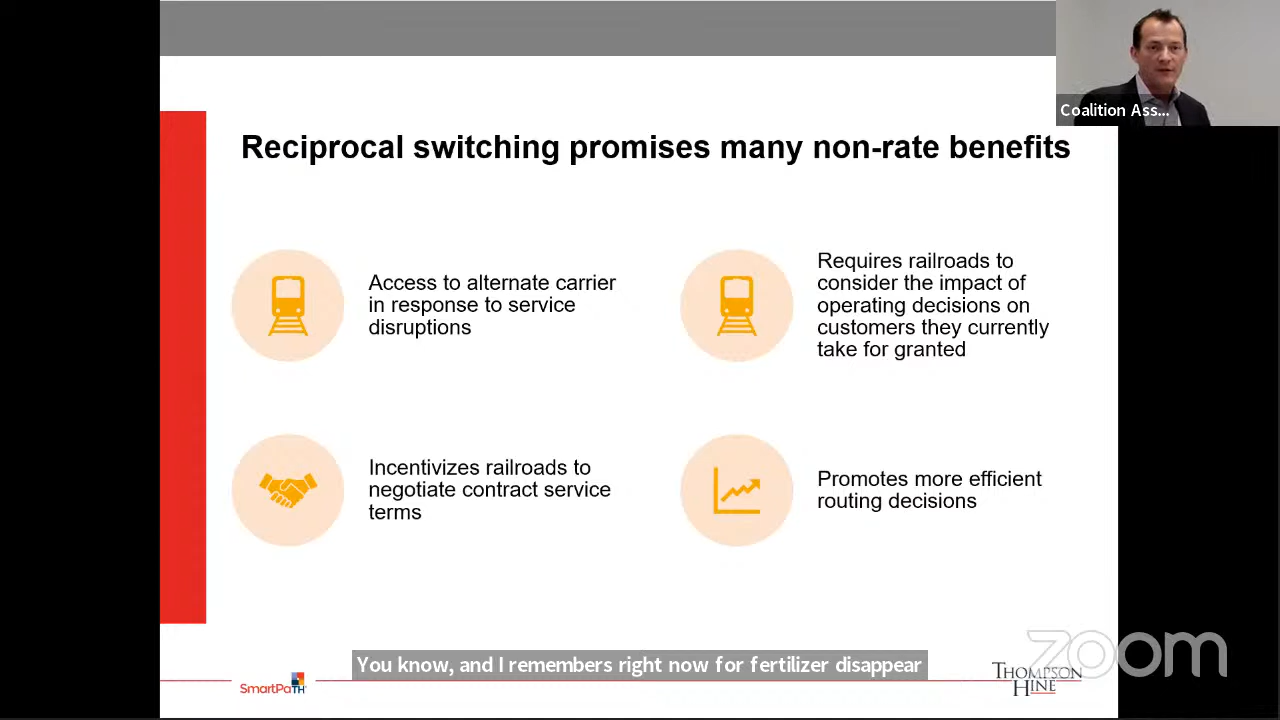 Coalition Ass...
Reciprocal switching promises many non-rate benefits
Access to alternate carrier
in response to service
disruptions
Requires railroads to
consider the impact of
operating decisions on
customers they currently
take for granted
Incentivizes railroads to
negotiate contract service
terms
Promotes more efficient
routing decisions
You know, and I remembers right now for fertilizer disappear
SmartPaTH
THOMPSON
HINE
zoom